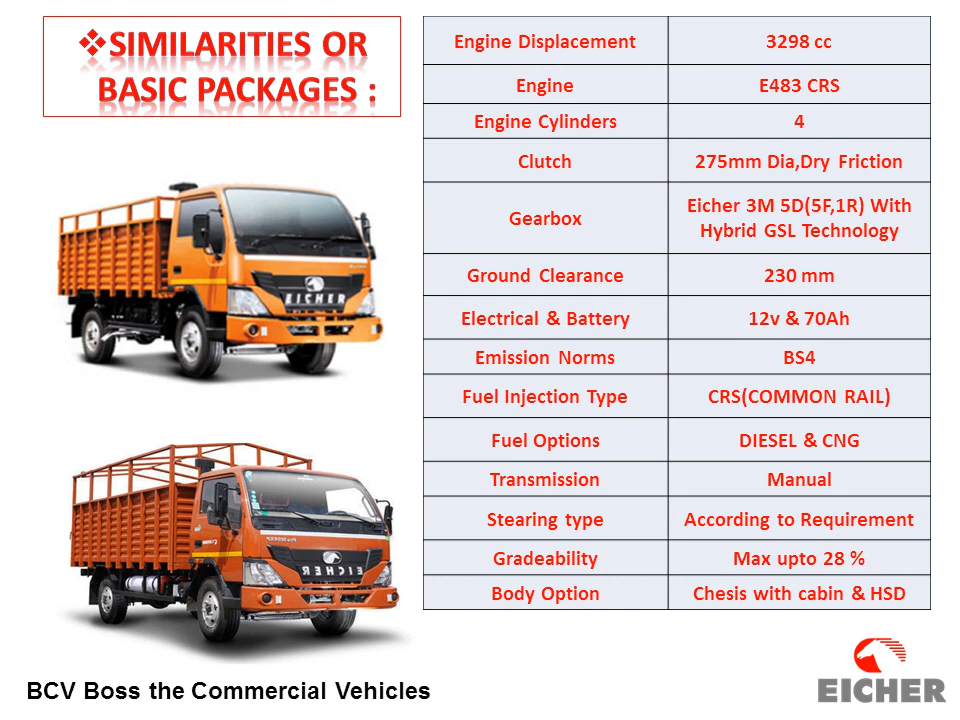 ❖SIMILARITIES OR
BASIC PACKAGES :
Engine Displacement 3298 cc
Engine E483 CRS
Engine Cylinders 4
Clutch 275mm Dia,Dry Friction
Gearbox Eicher 3M 5D(5F,1R) With
Hybrid GSL Technology
Ground Clearance 230 mm
Electrical & Battery 12v & 70Ah
Emission Norms BS4
Fuel Injection Type CRS(COMMON RAIL)
Fuel Options DIESEL & CNG
Transmission Manual
Stearing type According to Requirement
Gradeability Max upto 28 %
Body Option Chesis with cabin & HSD
EICHER
EICHER
BCV Boss the Commercial Vehicles
EICHER